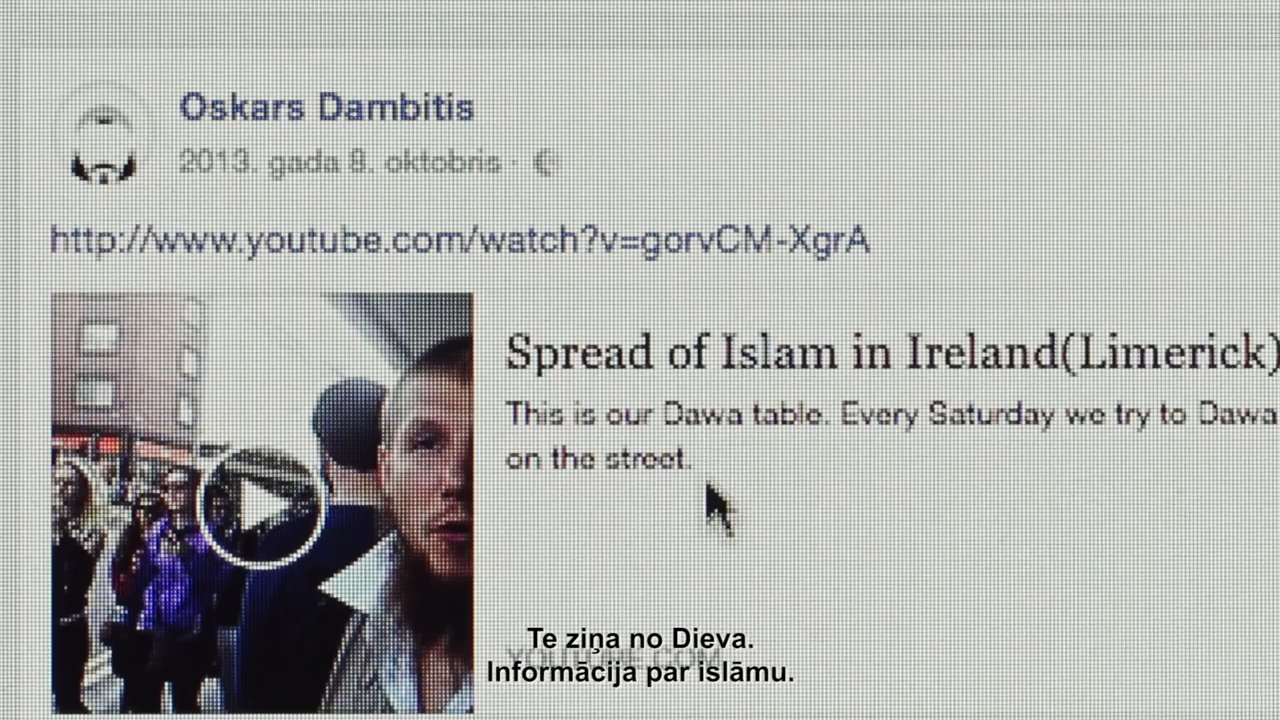 Oskars Dambitis
2013. gada 8. oktobris
http://www.youtube.com/watch?v=gorvCM-XgrA
Spread of Islam in Ireland(Limerick)
This is our Dawa table. Every Saturday we try to Dawa
on the street.
Te ziņa no Dieva.
Informācija par islāmu.